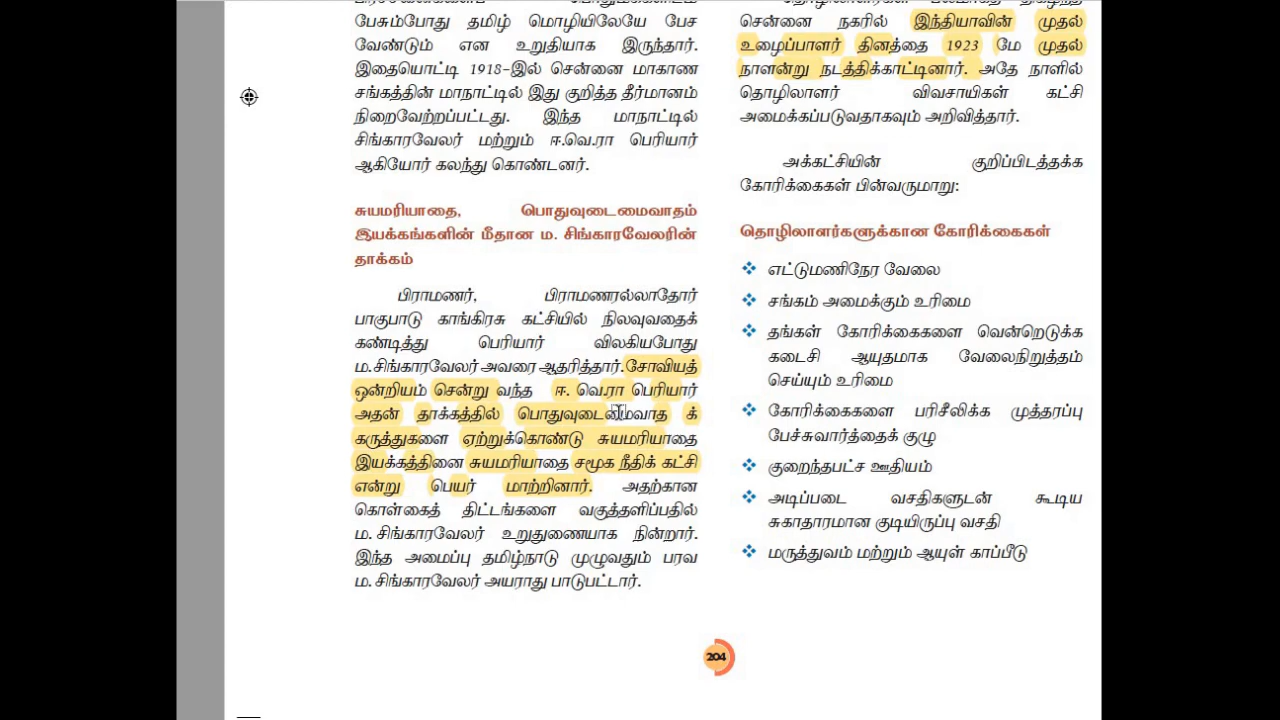 பேசும்போது தமிழ் மொழியிலேயே பேச
வேண்டும் என உறுதியாக இருந்தார்.
இதையொட்டி 1918-இல் சென்னை மாகாண
சங்கத்தின் மாநாட்டில் இது குறித்த தீர்மானம்
நிறைவேற்றப்பட்டது. இந்த மாநாட்டில்
சிங்காரவேலர் மற்றும் ஈ.வெ.ரா பெரியார்
ஆகியோர் கலந்து கொண்டனர்.
சுயமரியாதை, பொதுவுடைமைவாதம்
இயக்கங்களின் மீதான ம. சிங்காரவேலரின்
தாக்கம்
பிராமணர், பிராமணரல்லாதோர்
பாகுபாடு காங்கிரசு கட்சியில் நிலவுவதைக்
கண்டித்து பெரியார் விலகியபோது
ம.சிங்காரவேலர் அவரை ஆதரித்தார். சோவியத்
ஒன்றியம் சென்று வந்த ஈ. வெ.ரா பெரியார்
அதன் தாக்கத்தில் பொதுவுடைமைவாத க்
கருத்துகளை ஏற்றுக்கொண்டு சுயமரியாதை
இயக்கத்தினை சுயமரியாதை சமூக நீதிக் கட்சி
என்று பெயர் மாற்றினார். அதற்கான
கொள்கைத் திட்டங்களை வகுத்தளிப்பதில்
ம. சிங்காரவேலர் உறுதுணையாக நின்றார்.
இந்த அமைப்பு தமிழ்நாடு முழுவதும் பரவ
ம. சிங்காரவேலர் அயராது பாடுபட்டார்.
சென்னை நகரில் இந்தியாவின் முதல்
உழைப்பாளர் தினத்தை 1923 மே முதல்
நாளன்று நடத்திக்காட்டினார். அதே நாளில்
தொழிலாளர் விவசாயிகள் கட்சி
அமைக்கப்படுவதாகவும் அறிவித்தார்.
அக்கட்சியின் குறிப்பிடத்தக்க
கோரிக்கைகள் பின்வருமாறு:
தொழிலாளர்களுக்கான கோரிக்கைகள்
❖ எட்டுமணிநேர வேலை
❖ சங்கம் அமைக்கும் உரிமை
❖ தங்கள் கோரிக்கைகளை வென்றெடுக்க
கடைசி ஆயுதமாக வேலைநிறுத்தம்
செய்யும் உரிமை
❖ கோரிக்கைகளை பரிசீலிக்க முத்தரப்பு
பேச்சுவார்த்தைக் குழு
❖ குறைந்தபட்ச ஊதியம்
❖ அடிப்படை வசதிகளுடன் கூடிய
சுகாதாரமான குடியிருப்பு வசதி
❖ மருத்துவம் மற்றும் ஆயுள் காப்பீடு
204